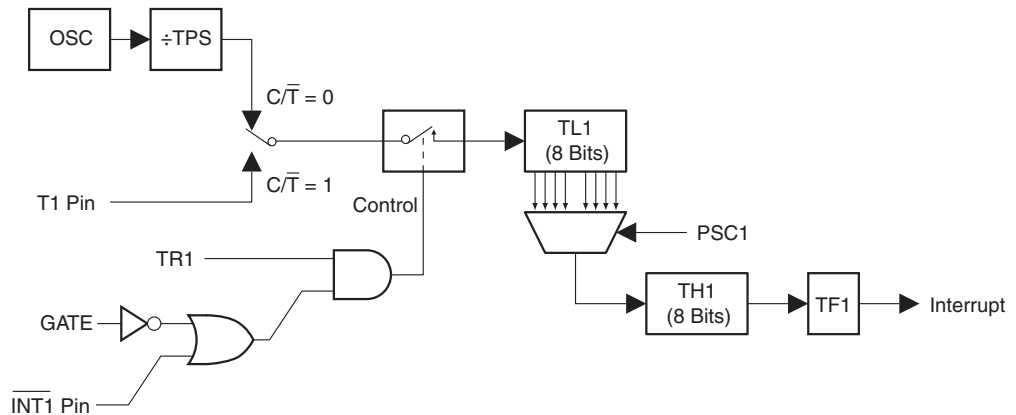 OSC
÷TPS
C/T̅ = 0
C/T̅ = 1
T1 Pin
Control
TL1
(8 Bits)
PSC1
TR1
GATE
I̅N̅T̅1̅ Pin
TH1
(8 Bits)
TF1
Interrupt